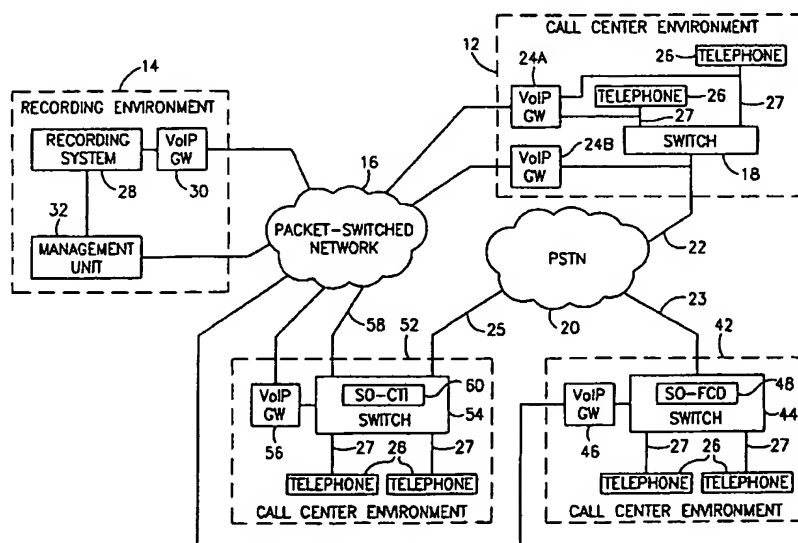 CALL CENTER ENVIRONMENT
12
24A
26
TELEPHONE
VoIP GW
TELEPHONE
26
27
27
24B
VoIP GW
SWITCH
18
14
RECORDING ENVIRONMENT
RECORDING SYSTEM
28
VoIP GW
30
32
MANAGEMENT UNIT
16
PACKET-SWITCHED NETWORK
22
PSTN
20
23
25
58
52
VoIP GW
56
SO-CTI
60
SWITCH
54
27
27
26
TELEPHONE
TELEPHONE
CALL CENTER ENVIRONMENT
42
VoIP GW
46
SO-FCD
48
SWITCH
44
27
27
26
TELEPHONE
TELEPHONE
CALL CENTER ENVIRONMENT